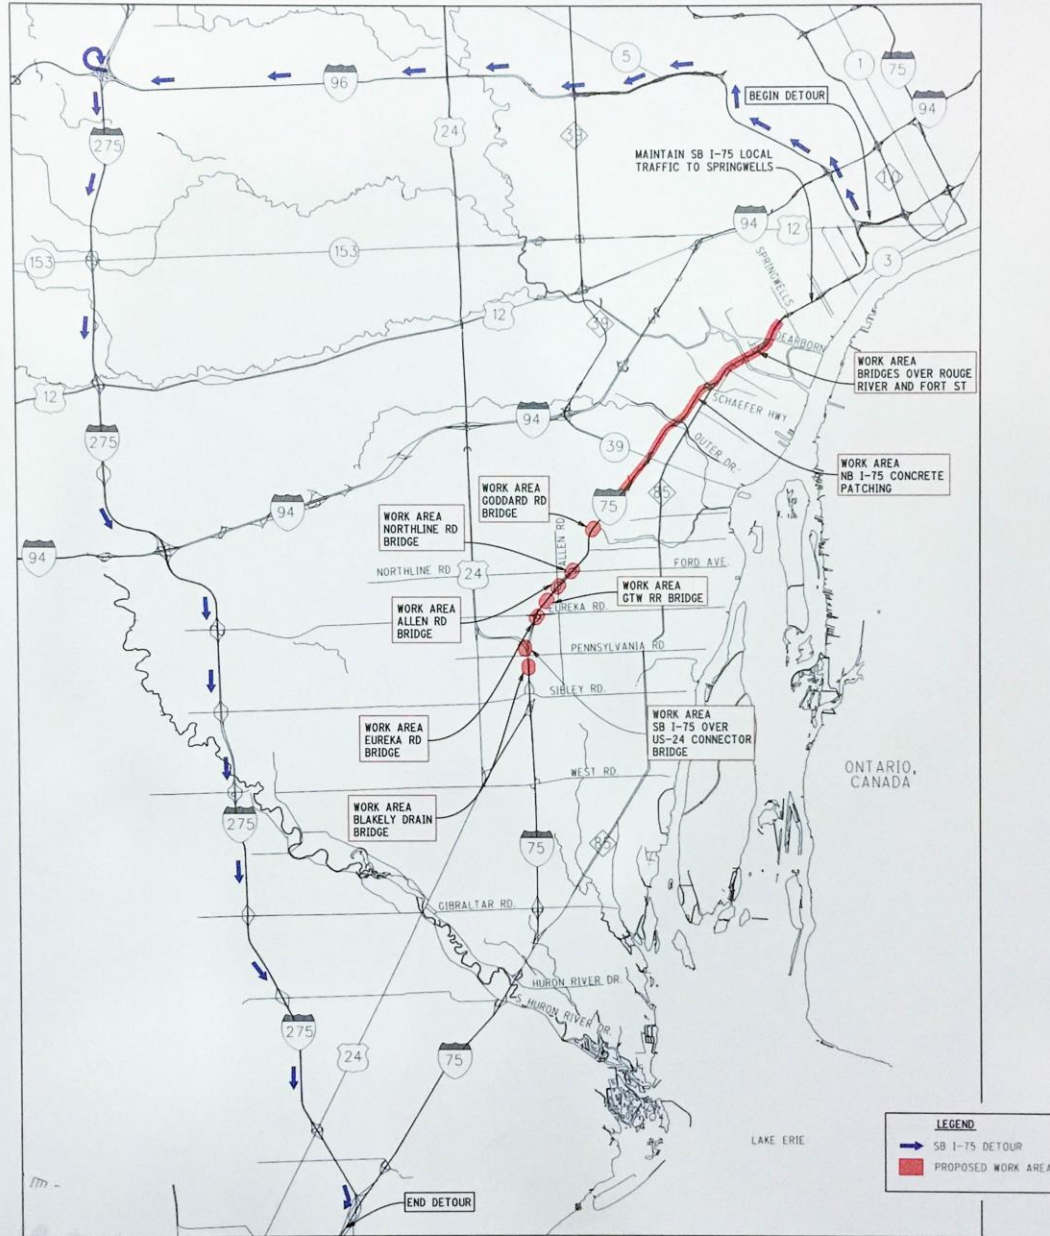 5
1
75
96
BEGIN DETOUR
94
24
39
275
10
MAINTAIN SB I-75 LOCAL
TRAFFIC TO SPRINGWELLS
94
12
153
153
3
SPRINGWELLS
12
39
DEARBORN
WORK AREA
BRIDGES OVER ROUGE
RIVER AND FORT ST
12
SCHAEFER HWY
94
275
39
OUTER DR.
WORK AREA
NB I-75 CONCRETE
PATCHING
WORK AREA
GODDARD RD
BRIDGE
85
75
94
WORK AREA
NORTHLINE RD
BRIDGE
ALLEN RD
94
NORTHLINE RD
24
FORD AVE.
WORK AREA
GTW RR BRIDGE
WORK AREA
ALLEN RD
BRIDGE
EUREKA RD.
PENNSYLVANIA RD
SIBLEY RD.
WORK AREA
EUREKA RD
BRIDGE
WORK AREA
SB I-75 OVER
US-24 CONNECTOR
BRIDGE
WEST RD.
ONTARIO,
CANADA
WORK AREA
BLAKELY DRAIN
BRIDGE
275
75
85
GIBRALTAR RD.
HURON RIVER DR.
S HURON RIVER DR.
275
24
75
LAKE ERIE
LEGEND
SB I-75 DETOUR
PROPOSED WORK AREA
END DETOUR